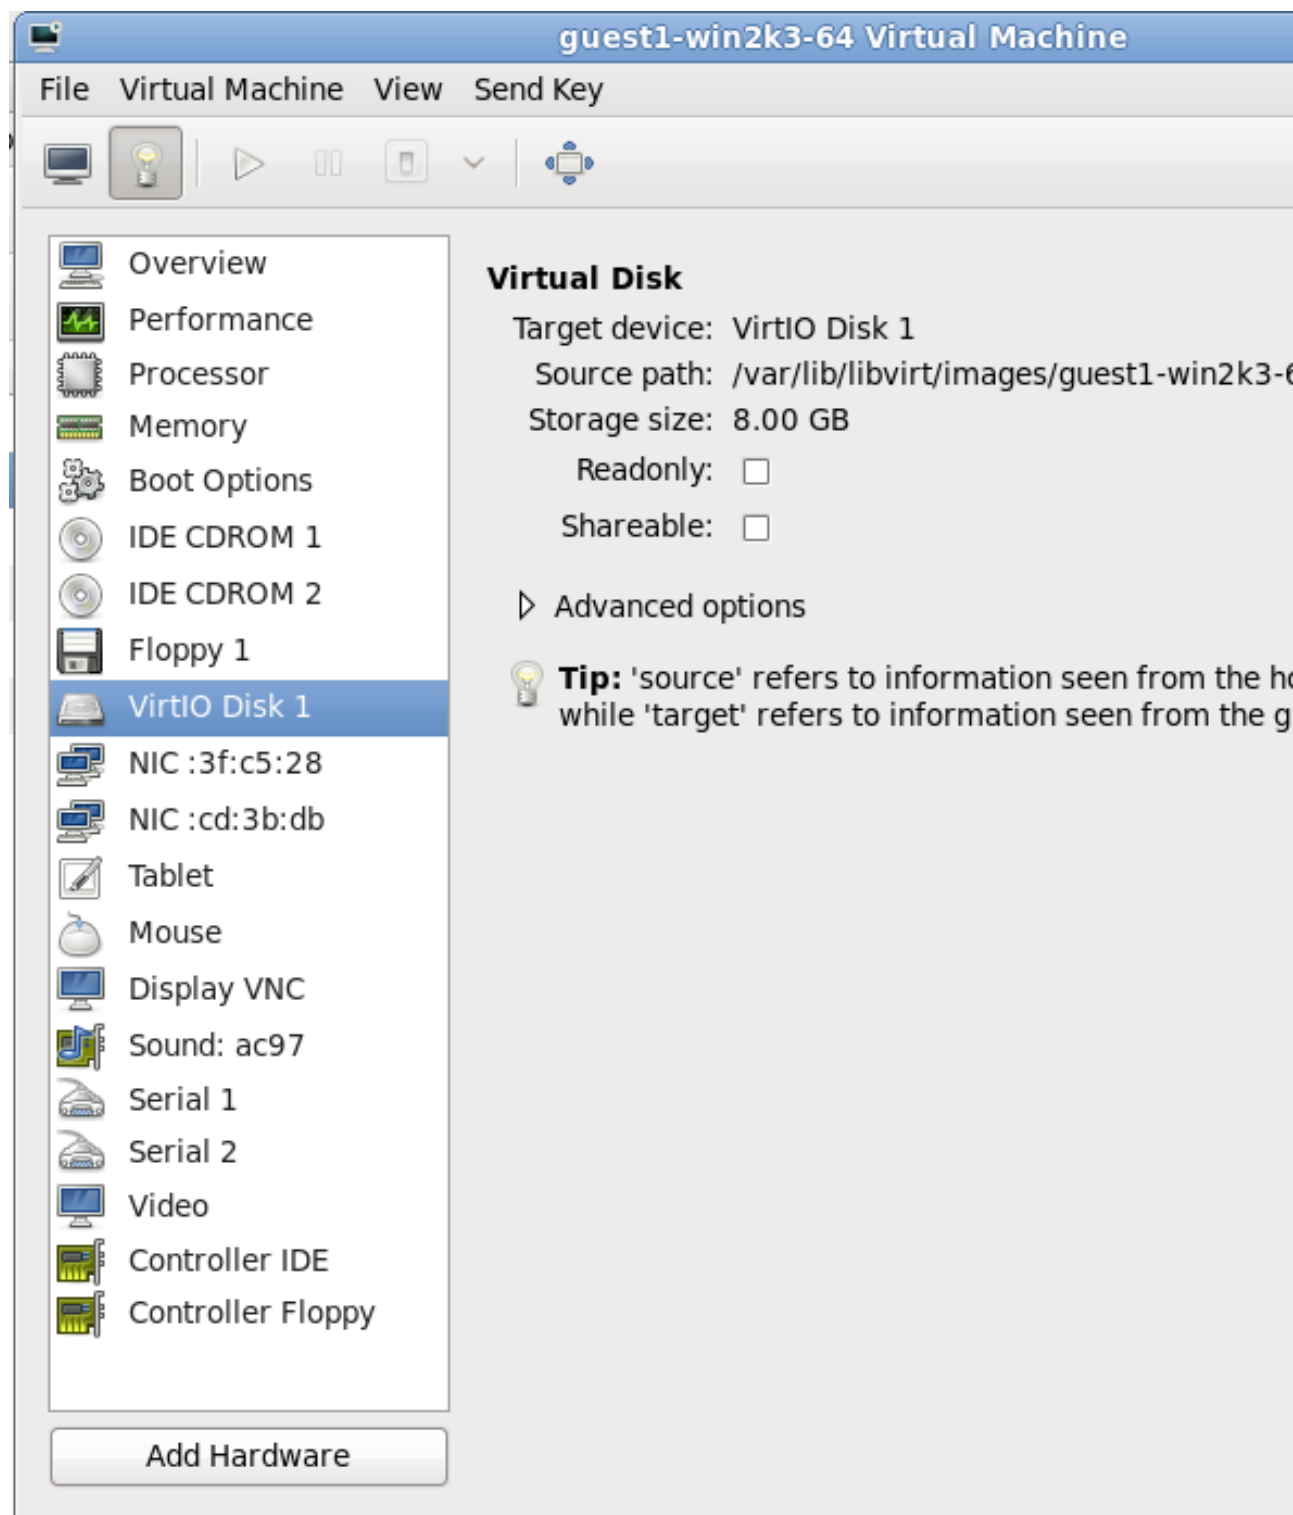 guest1-win2k3-64 Virtual Machine
File Virtual Machine View Send Key
Overview
Performance
Processor
Memory
Boot Options
IDE CDROM 1
IDE CDROM 2
Floppy 1
VirtIO Disk 1
NIC :3f:c5:28
NIC :cd:3b:db
Tablet
Mouse
Display VNC
Sound: ac97
Serial 1
Serial 2
Video
Controller IDE
Controller Floppy
Add Hardware
Virtual Disk
Target device: VirtIO Disk 1
Source path: /var/lib/libvirt/images/guest1-win2k3-
Storage size: 8.00 GB
Readonly:
Shareable:
Advanced options
Tip: 'source' refers to information seen from the
while 'target' refers to information seen from the